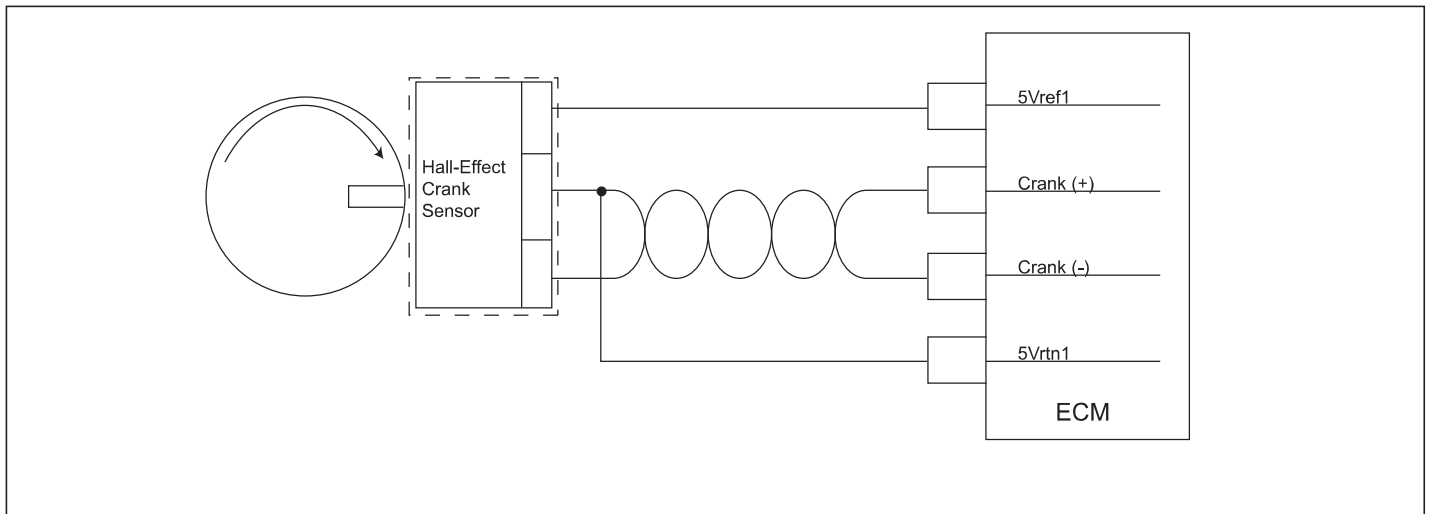 Hall-Effect
Crank
Sensor
5Vref1
Crank (+)
Crank (-)
5Vrtn1
ECM